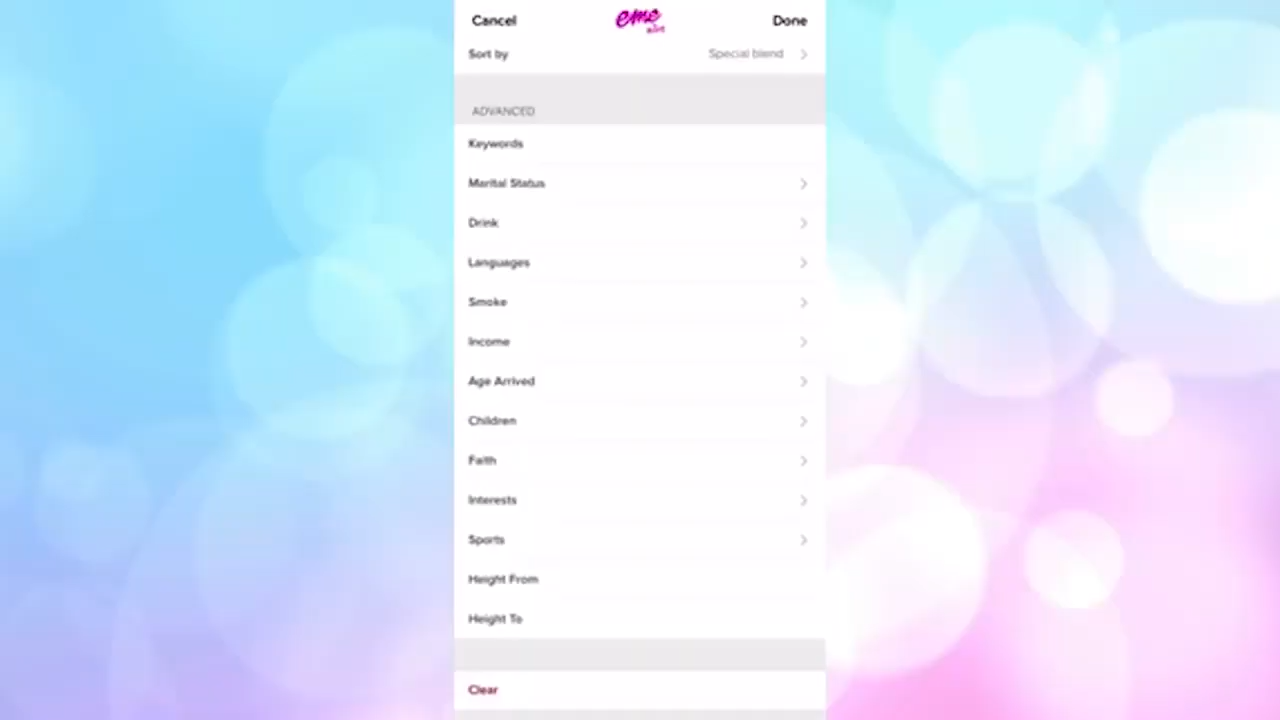 Cancel
eme
Done
Sort by
Special blend
ADVANCED
Keywords
Marital Status
Drink
Languages
Smoke
Income
Age Arrived
Children
Faith
Interests
Sports
Height From
Height To
Clear